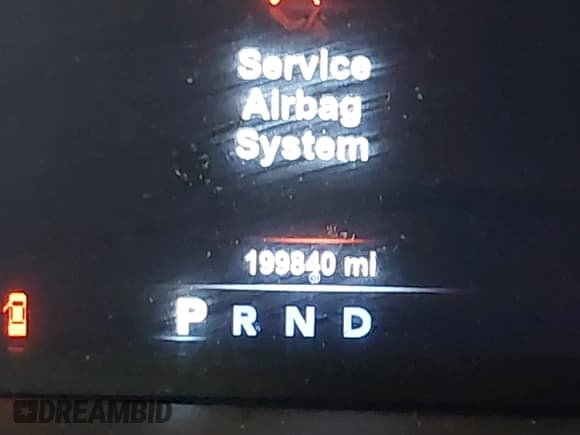 Service
Airbag
System
199840 mi
P R N D
DREAMBID